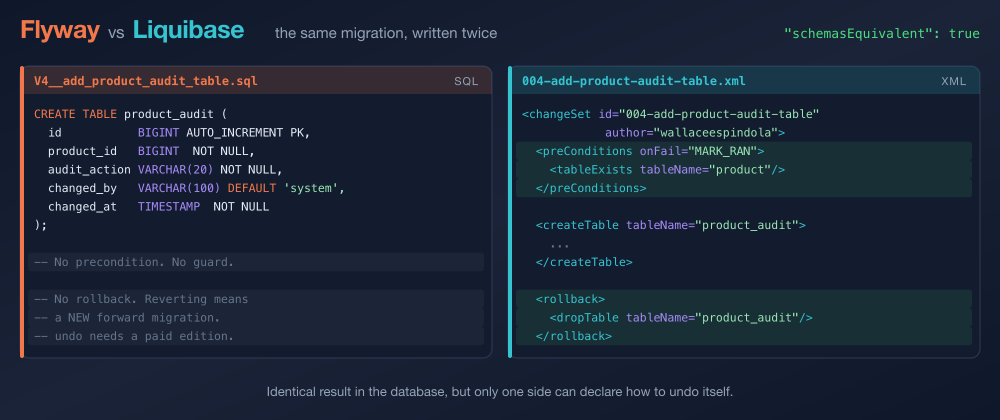 Flyway vs Liquibase the same migration, written twice "schemasEquivalent": true
V4__add_product_audit_table.sql SQL
CREATE TABLE product_audit (
id BIGINT AUTO_INCREMENT PK,
product_id BIGINT NOT NULL,
audit_action VARCHAR(20) NOT NULL,
changed_by VARCHAR(100) DEFAULT 'system',
changed_at TIMESTAMP NOT NULL
);
-- No precondition. No guard.
-- No rollback. Reverting means
-- a NEW forward migration.
-- undo needs a paid edition.
004-add-product-audit-table.xml XML
<changeSet id="004-add-product-audit-table"
author="wallaceespindola">
<preConditions onFail="MARK_RAN">
<tableExists tableName="product"/>
</preConditions>
<createTable tableName="product_audit">
...
</createTable>
<rollback>
<dropTable tableName="product_audit"/>
</rollback>
Identical result in the database, but only one side can declare how to undo itself.